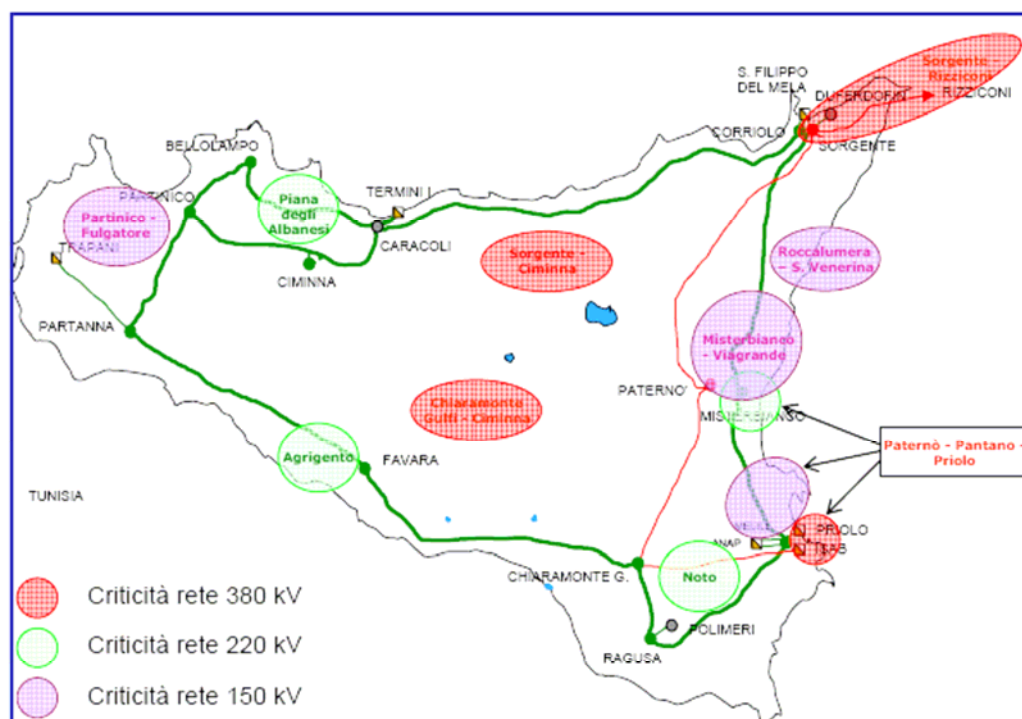 Sorgente
Rizziconi
RIZZICONI
S. FILIPPO
DEL MELA
DUFERDOFIN
CORRIOLO
SORGENTE
BELLOLAMPO
PARTINICO
TERMINI I.
Piana
degli
Albanesi
Partinico -
Fulgatore
TRAPANI
CARACOLI
CIMINNA
Sorgente -
Ciminna
Roccalumera
– S. Venerina
PARTANNA
Misterbianco
- Viagrande
PATERNO'
MISTERBIANCO
Chiaramonte
Gulfi - Ciminna
Paternò - Pantano -
Priolo
Agrigento
FAVARA
TUNISIA
PRIOLO
ANAP
ISAB
CHIARAMONTE G.
Noto
POLIMERI
RAGUSA
Criticità rete 380 kV
Criticità rete 220 kV
Criticità rete 150 kV